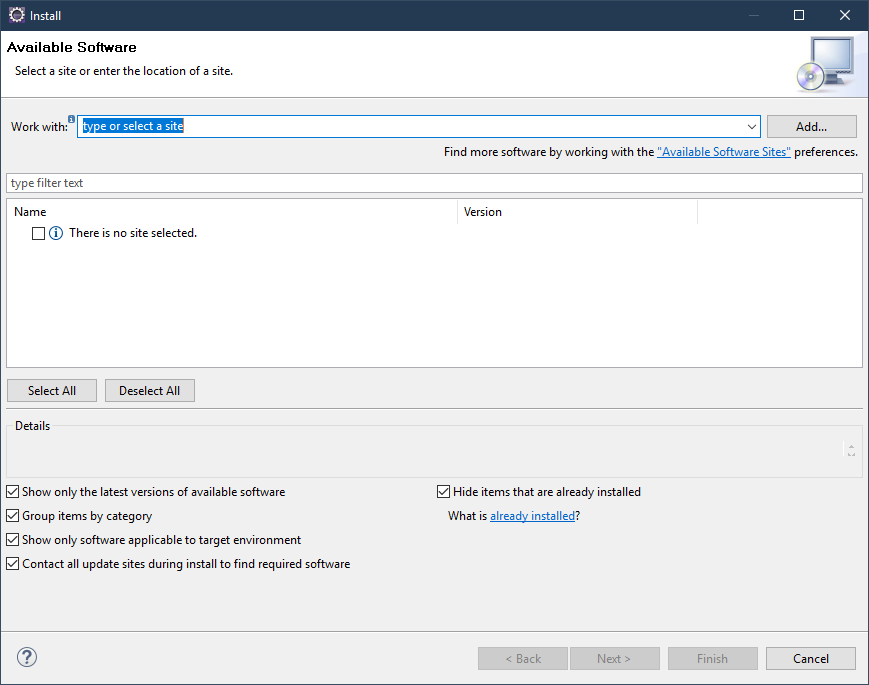 Install
Available Software
Select a site or enter the location of a site.
Work with: type or select a site Add...
Find more software by working with the "Available Software Sites" preferences.
type filter text
Name Version
There is no site selected.
Select All Deselect All
Details
Show only the latest versions of available software Hide items that are already installed
Group items by category What is already installed?
Show only software applicable to target environment
Contact all update sites during install to find required software
? < Back Next > Finish Cancel